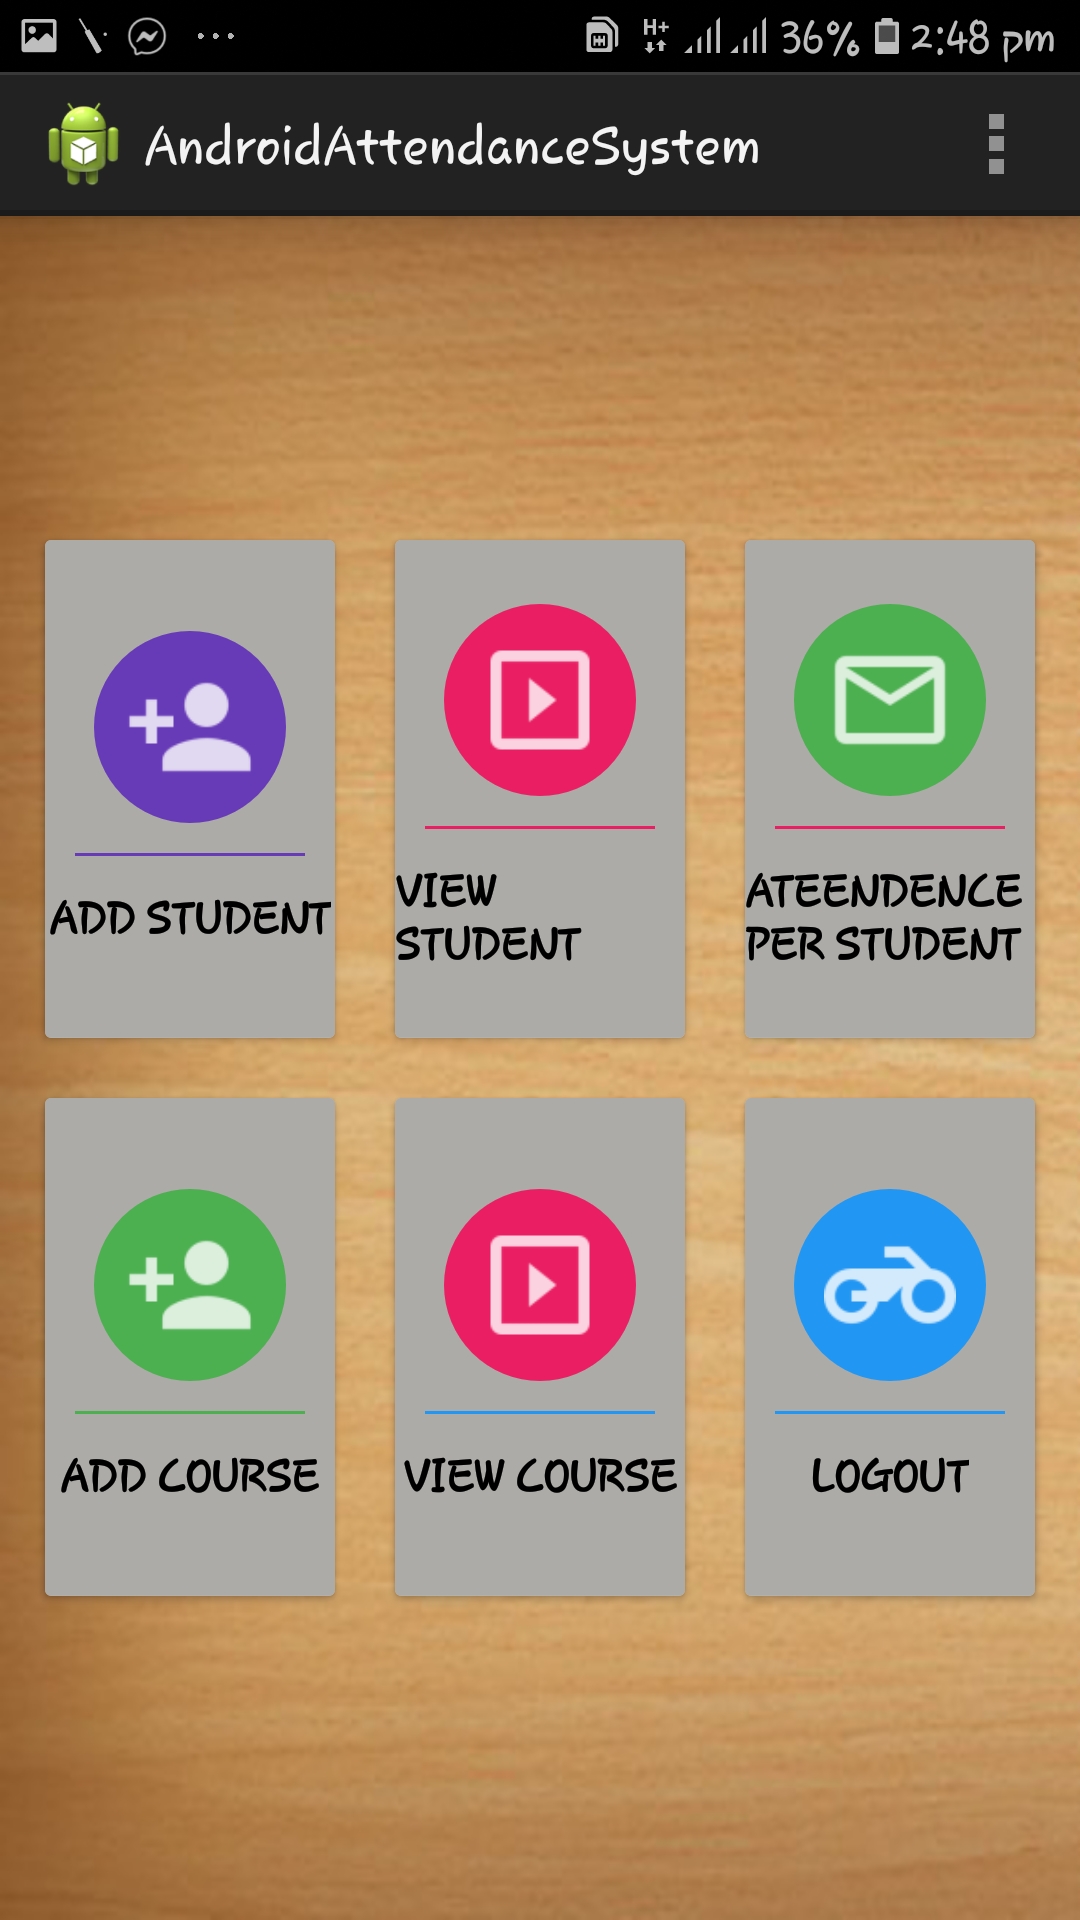 H+ 36% 2:48 pm
AndroidAttendanceSystem
ADD STUDENT
VIEW
STUDENT
ATEENDENCE
PER STUDENT
ADD COURSE
VIEW COURSE
LOGOUT